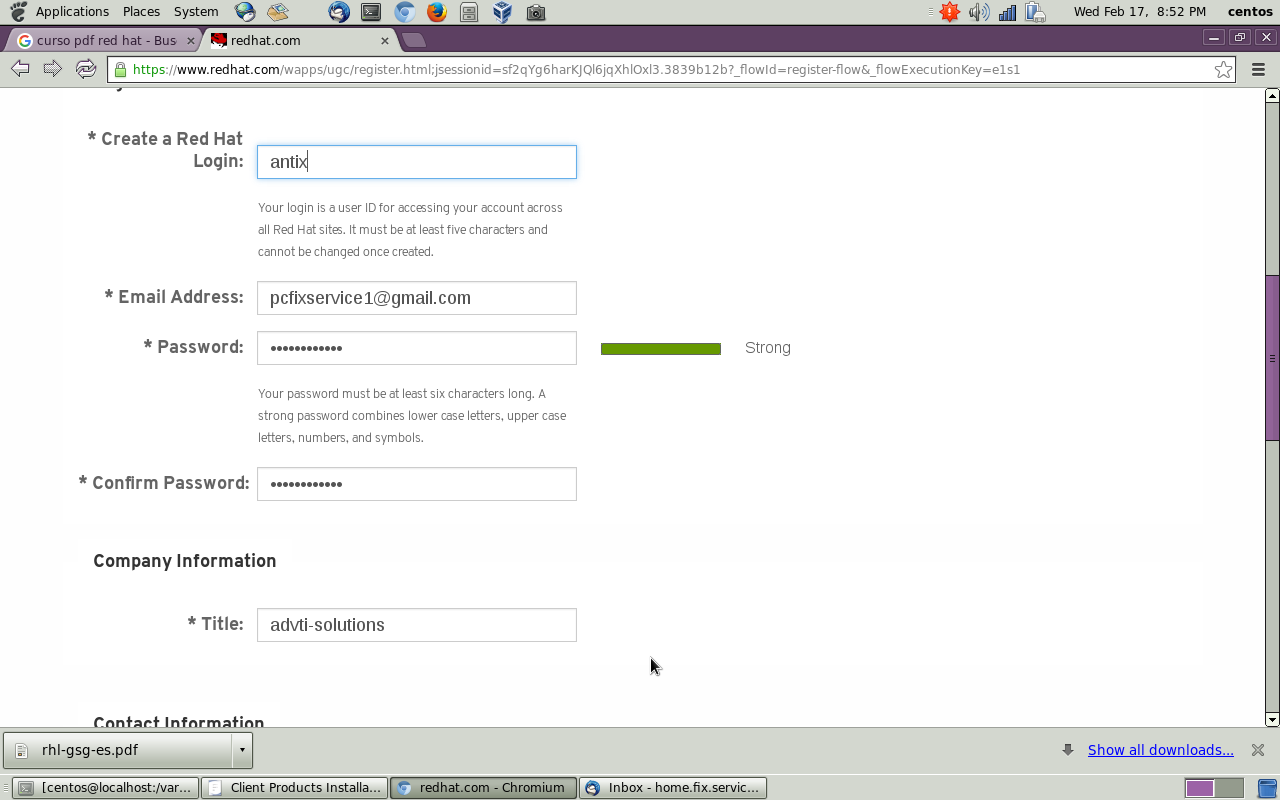 Applications Places System Wed Feb 17, 8:52 PM centos
curso pdf red hat - Bus
redhat.com
https://www.redhat.com/wapps/ugc/register.html;jsessionid=sf2qYg6harKJQl6jqXhlOxl3.3839b12b?_flowId=register-flow&_flowExecutionKey=e1s1
* Create a Red Hat
Login:
antix
Your login is a user ID for accessing your account across
all Red Hat sites. It must be at least five characters and
cannot be changed once created.
* Email Address: pcfixservice1@gmail.com
* Password: •••••••••••• Strong
Your password must be at least six characters long. A
strong password combines lower case letters, upper case
letters, numbers, and symbols.
* Confirm Password: ••••••••••••
Company Information
* Title: advti-solutions
Contact Information
rhl-gsg-es.pdf
Show all downloads...
[centos@localhost:/var...
Client Products Installa...
redhat.com - Chromium
Inbox - home.fix.servic...